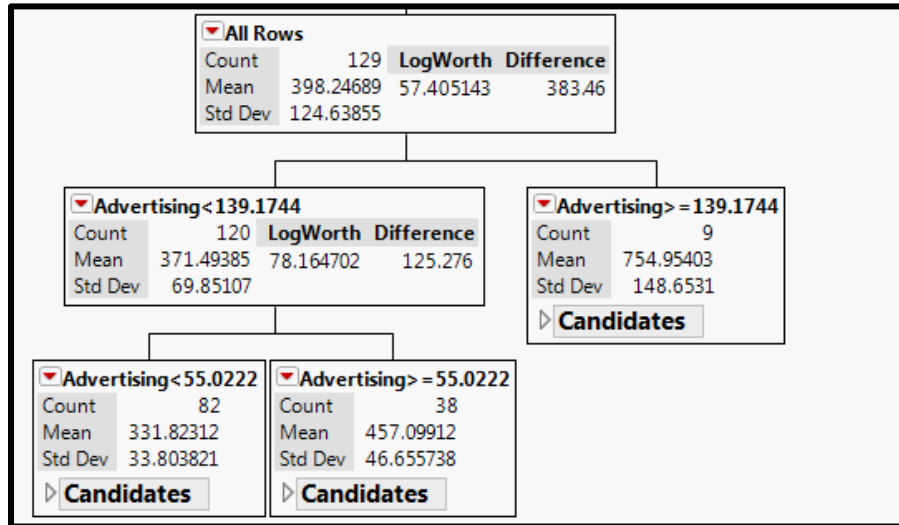 All Rows
Count 129 LogWorth Difference
Mean 398.24689 57.405143 383.46
Std Dev 124.63855
Advertising<139.1744
Count 120 LogWorth Difference
Mean 371.49385 78.164702 125.276
Std Dev 69.85107
Advertising>=139.1744
Count 9
Mean 754.95403
Std Dev 148.6531
Candidates
Advertising<55.0222
Count 82
Mean 331.82312
Std Dev 33.803821
Candidates
Advertising>=55.0222
Count 38
Mean 457.09912
Std Dev 46.655738
Candidates